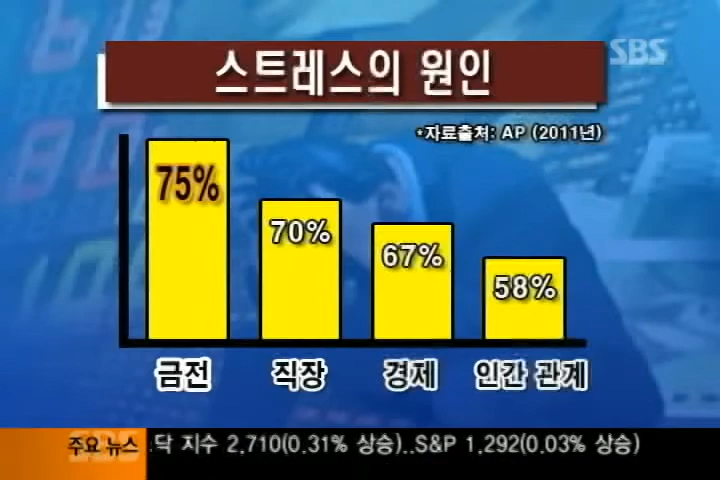 스트레스의 원인
SBS
*자료출처: AP (2011년)
75%
70%
67%
58%
금전
직장
경제
인간 관계
주요 뉴스
닥 지수 2,710(0.31% 상승)..S&P 1,292(0.03% 상승)